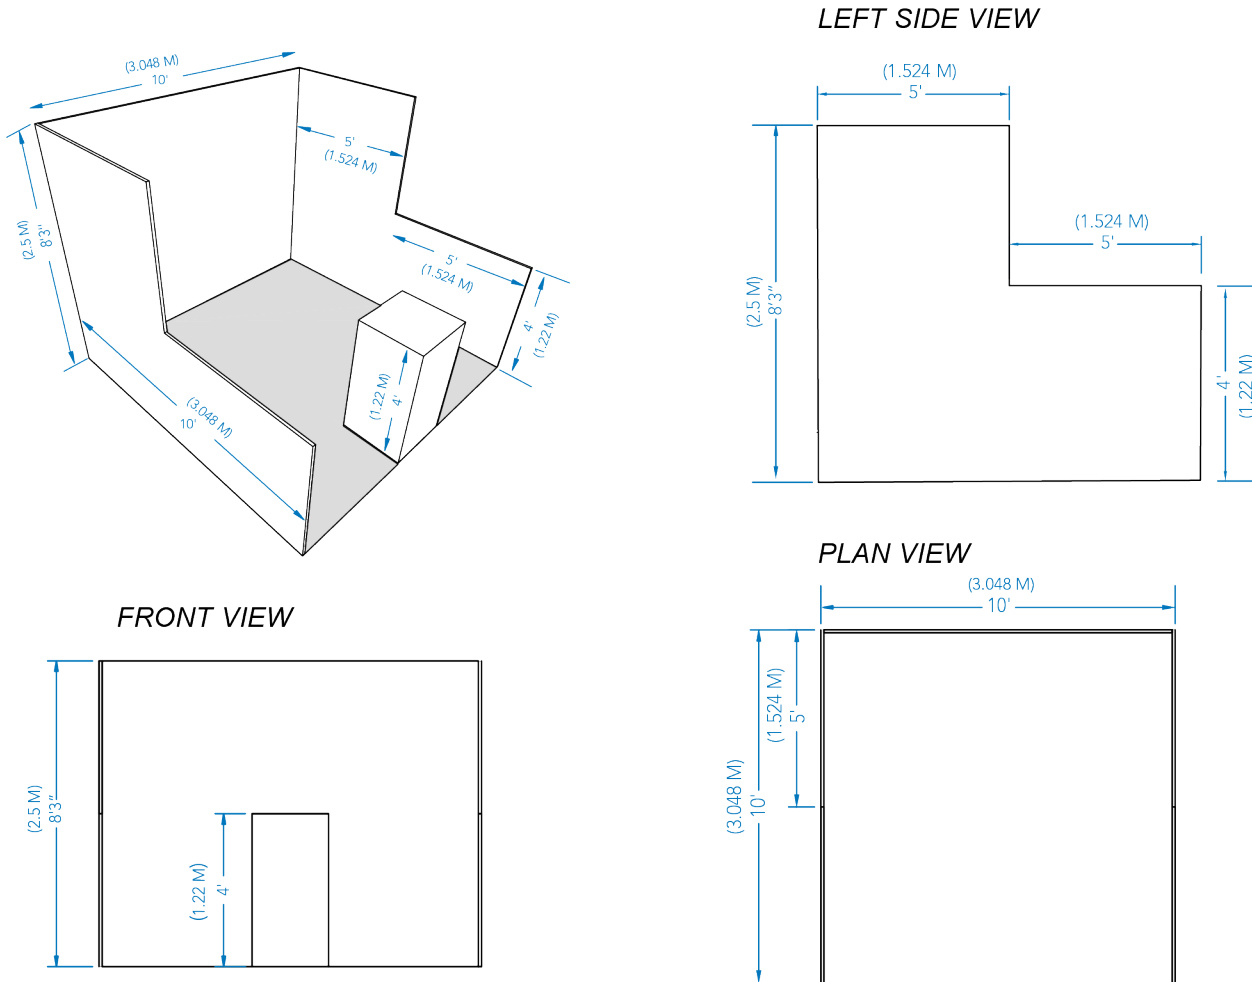 (3.048 M)
10'
5'
(1.524 M)
(2.5 M)
8'3"
5'
(1.524 M)
4'
(1.22 M)
(1.22 M)
4'
(3.048 M)
10'
LEFT SIDE VIEW
(1.524 M)
5'
(1.524 M)
5'
(2.5 M)
8'3"
4'
(1.22 M)
FRONT VIEW
(2.5 M)
8'3"
(1.22 M)
4'
PLAN VIEW
(3.048 M)
10'
(1.524 M)
5'
(3.048 M)
10'